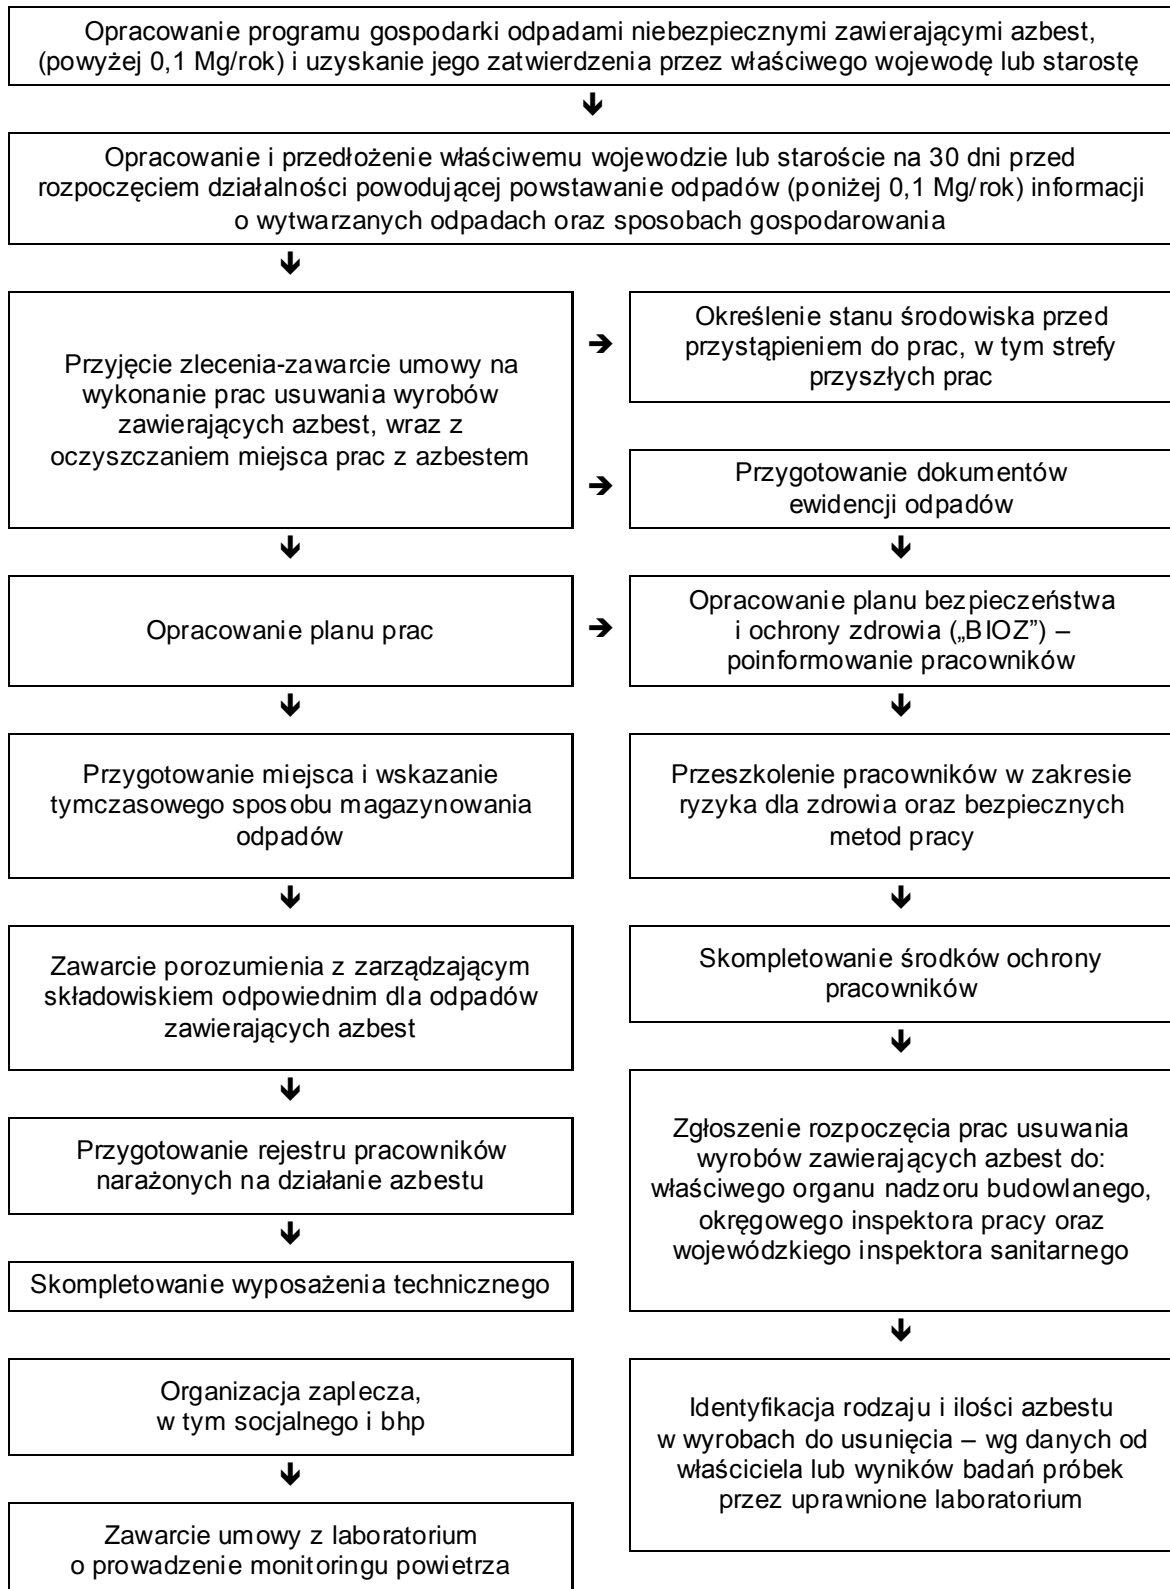 Opracowanie programu gospodarki odpadami niebezpiecznymi zawierającymi azbest,
(powyżej 0,1 Mg/rok) i uzyskanie jego zatwierdzenia przez właściwego wojewodę lub starostę
Opracowanie i przedłożenie właściwemu wojewodzie lub staroście na 30 dni przed
rozpoczęciem działalności powodującej powstawanie odpadów (poniżej 0,1 Mg/rok) informacji
o wytwarzanych odpadach oraz sposobach gospodarowania
Przyjęcie zlecenia-zawarcie umowy na
wykonanie prac usuwania wyrobów
zawierających azbest, wraz z
oczyszczaniem miejsca prac z azbestem
Określenie stanu środowiska przed
przystąpieniem do prac, w tym strefy
przyszłych prac
Przygotowanie dokumentów
ewidencji odpadów
Opracowanie planu prac
Opracowanie planu bezpieczeństwa
i ochrony zdrowia („BIOZ”) –
poinformowanie pracowników
Przygotowanie miejsca i wskazanie
tymczasowego sposobu magazynowania
odpadów
Przeszkolenie pracowników w zakresie
ryzyka dla zdrowia oraz bezpiecznych
metod pracy
Zawarcie porozumienia z zarządzającym
składowiskiem odpowiednim dla odpadów
zawierających azbest
Skompletowanie środków ochrony
pracowników
Przygotowanie rejestru pracowników
narażonych na działanie azbestu
Zgłoszenie rozpoczęcia prac usuwania
wyrobów zawierających azbest do:
właściwego organu nadzoru budowlanego,
okręgowego inspektora pracy oraz
wojewódzkiego inspektora sanitarnego
Skompletowanie wyposażenia technicznego
Organizacja zaplecza,
w tym socjalnego i bhp
Identyfikacja rodzaju i ilości azbestu
w wyrobach do usunięcia – wg danych od
właściciela lub wyników badań próbek
przez uprawnione laboratorium
Zawarcie umowy z laboratorium
o prowadzenie monitoringu powietrza